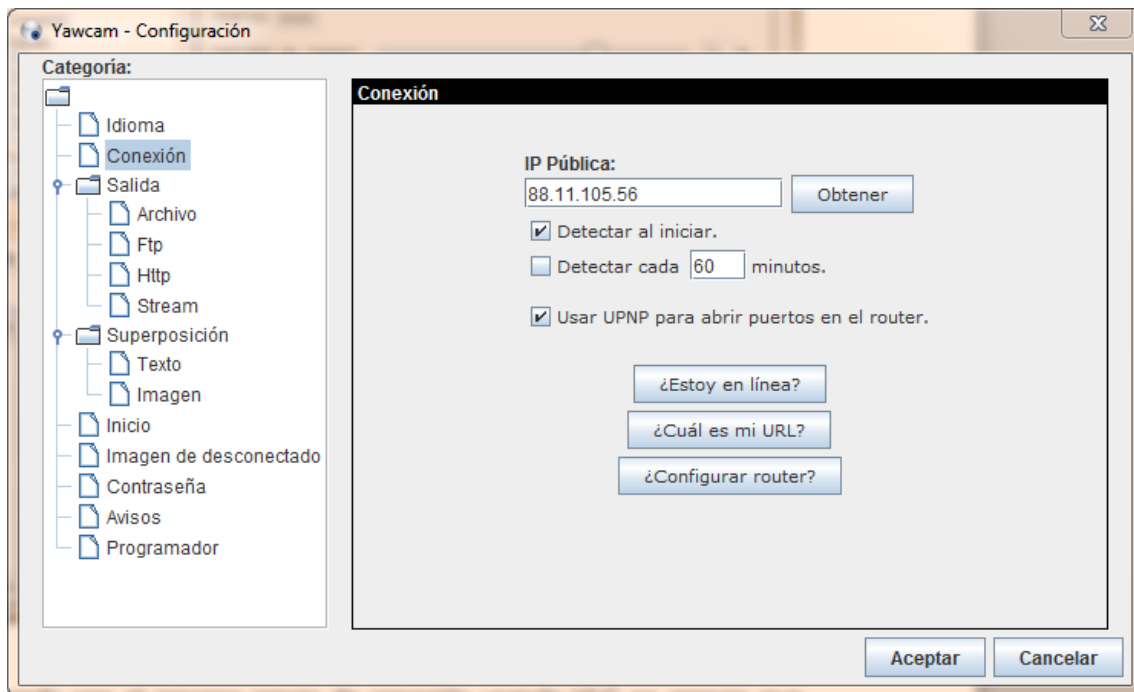 Yawcam - Configuración
Categoría:
Idioma
Conexión
Salida
Archivo
Ftp
Http
Stream
Superposición
Texto
Imagen
Inicio
Imagen de desconectado
Contraseña
Avisos
Programador
Conexión
IP Pública:
88.11.105.56 Obtener
Detectar al iniciar.
Detectar cada 60 minutos.
Usar UPNP para abrir puertos en el router.
¿Estoy en línea?
¿Cuál es mi URL?
¿Configurar router?
Aceptar Cancelar